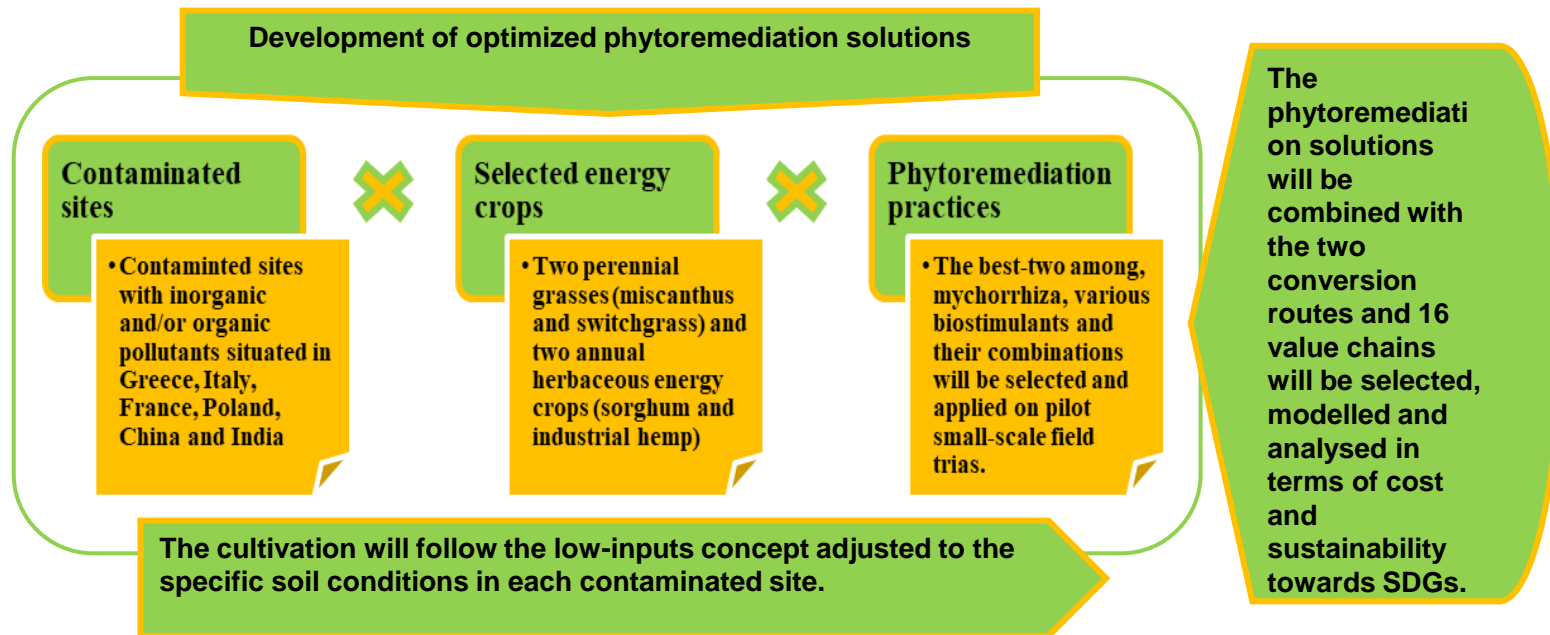 Development of optimized phytoremediation solutions
Contaminated
sites
• Contaminted sites
with inorganic
and/or organic
pollutants situated in
Greece, Italy,
France, Poland,
China and India
Selected energy
crops
• Two perennial
grasses (miscanthus
and switchgrass) and
two annual
herbaceous energy
crops (sorghum and
industrial hemp)
Phytoremediation
practices
• The best-two among,
mychorrhiza, various
biostimulants and
their combinations
will be selected and
applied on pilot
small-scale field
trias.
The cultivation will follow the low-inputs concept adjusted to the
specific soil conditions in each contaminated site.
The
phytoremediati
on solutions
will be
combined with
the two
conversion
routes and 16
value chains
will be selected,
modelled and
analysed in
terms of cost
and
sustainability
towards SDGs.